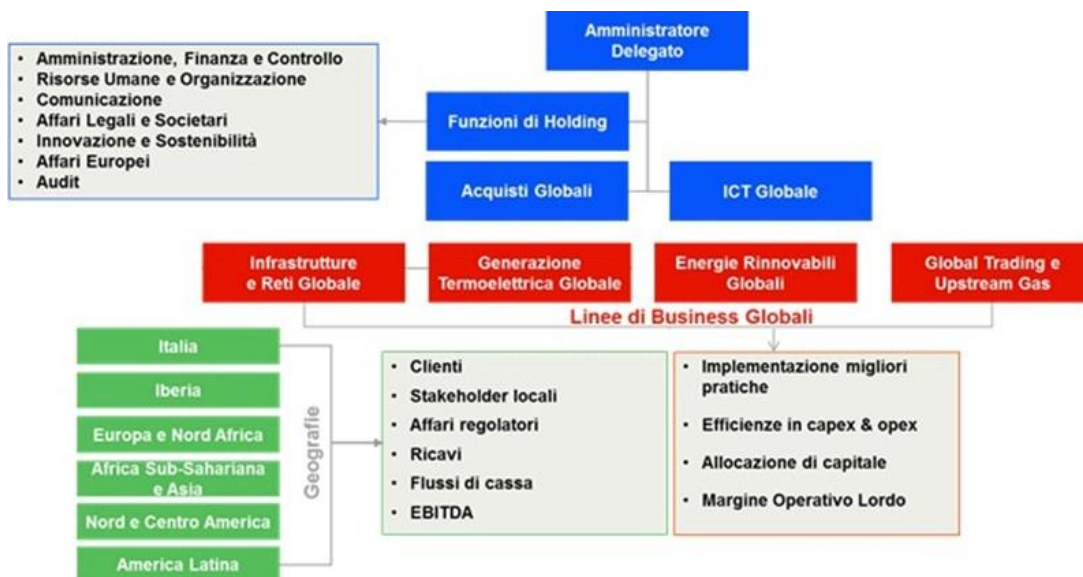 Amministratore
Delegato
• Amministrazione, Finanza e Controllo
• Risorse Umane e Organizzazione
• Comunicazione
• Affari Legali e Societari
• Innovazione e Sostenibilità
• Affari Europei
• Audit
Funzioni di Holding
Acquisti Globali
ICT Globale
Infrastrutture
e Reti Globale
Generazione
Termoelettrica Globale
Energie Rinnovabili
Globali
Global Trading e
Upstream Gas
Linee di Business Globali
Italia
Iberia
Europa e Nord Africa
Africa Sub-Sahariana
e Asia
Nord e Centro America
America Latina
Geografie
• Clienti
• Stakeholder locali
• Affari regolatori
• Ricavi
• Flussi di cassa
• EBITDA
• Implementazione migliori
pratiche
• Efficienze in capex & opex
• Allocazione di capitale
• Margine Operativo Lordo